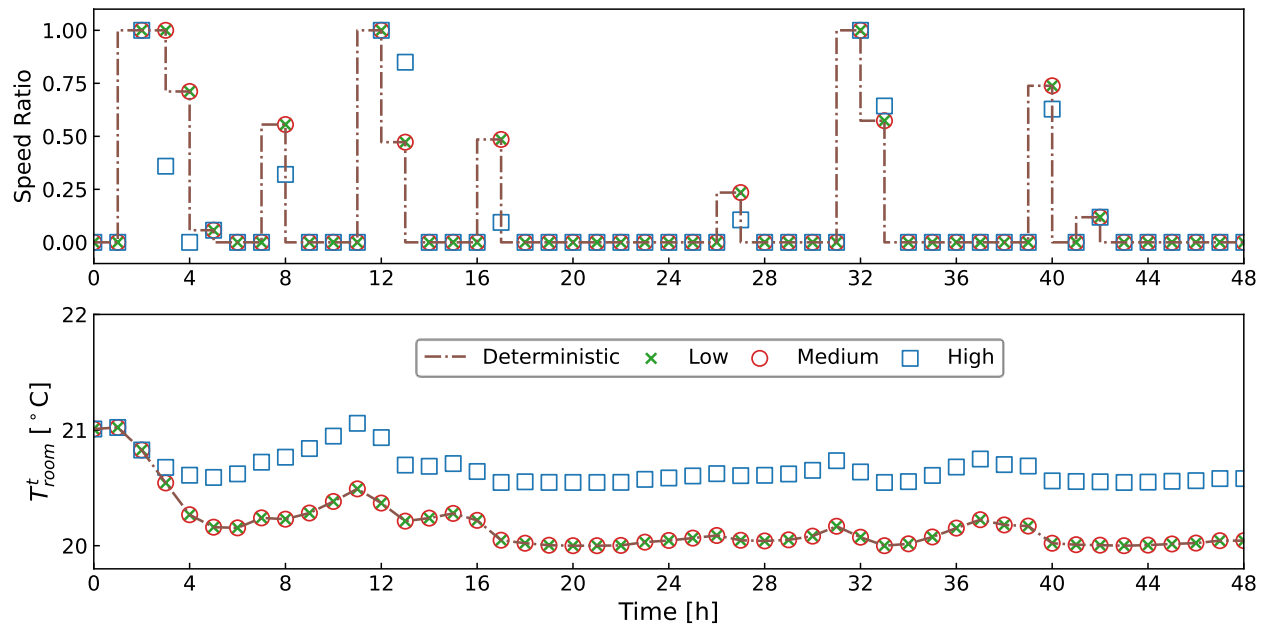 1.00
0.75
0.50
0.25
0.00
Speed Ratio
0 4 8 12 16 20 24 28 32 36 40 44 48
22
21
20
T^t_room [°C]
Deterministic Low Medium High
0 4 8 12 16 20 24 28 32 36 40 44 48
Time [h]